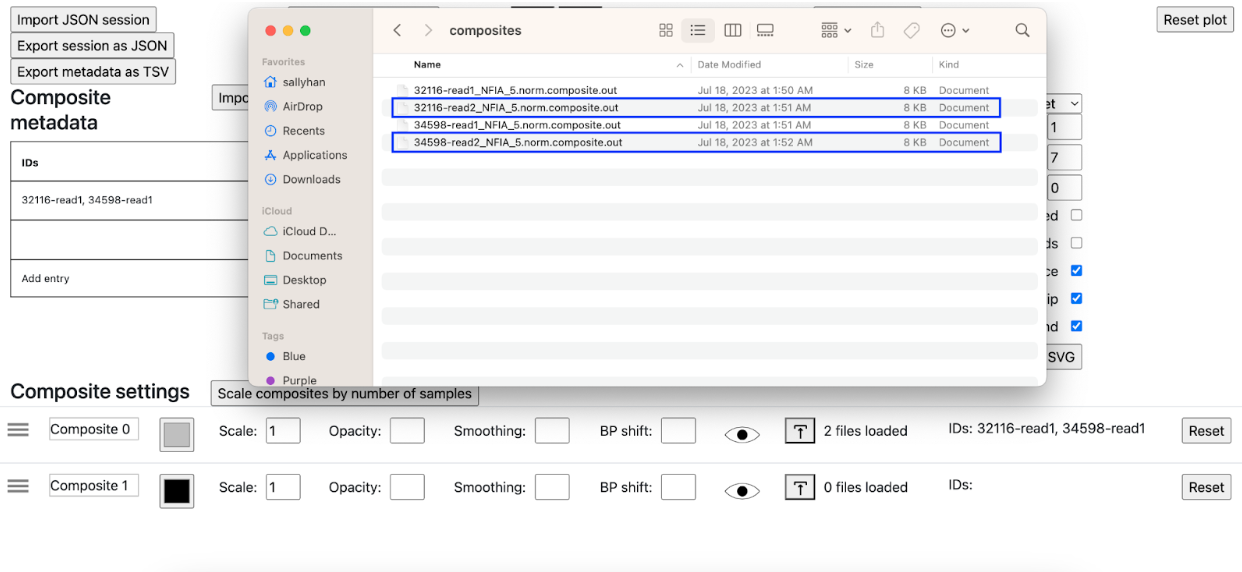 Import JSON session
Export session as JSON
Export metadata as TSV
Reset plot
Composite
metadata
IDs
32116-read1, 34598-read1
Add entry
composites
Favorites
sallyhan
AirDrop
Recents
Applications
Downloads
iCloud
iCloud D...
Documents
Desktop
Shared
Tags
Blue
Purple
Name Date Modified Size Kind
32116-read1_NFIA_5.norm.composite.out Jul 18, 2023 at 1:50 AM 8 KB Document
32116-read2_NFIA_5.norm.composite.out Jul 18, 2023 at 1:51 AM 8 KB Document
34598-read1_NFIA_5.norm.composite.out Jul 18, 2023 at 1:51 AM 8 KB Document
34598-read2_NFIA_5.norm.composite.out Jul 18, 2023 at 1:52 AM 8 KB Document
1
7
0
SVG
Composite settings Scale composites by number of samples
Composite 0 Scale: 1 Opacity: Smoothing: BP shift: 2 files loaded IDs: 32116-read1, 34598-read1 Reset
Composite 1 Scale: 1 Opacity: Smoothing: BP shift: 0 files loaded IDs: Reset